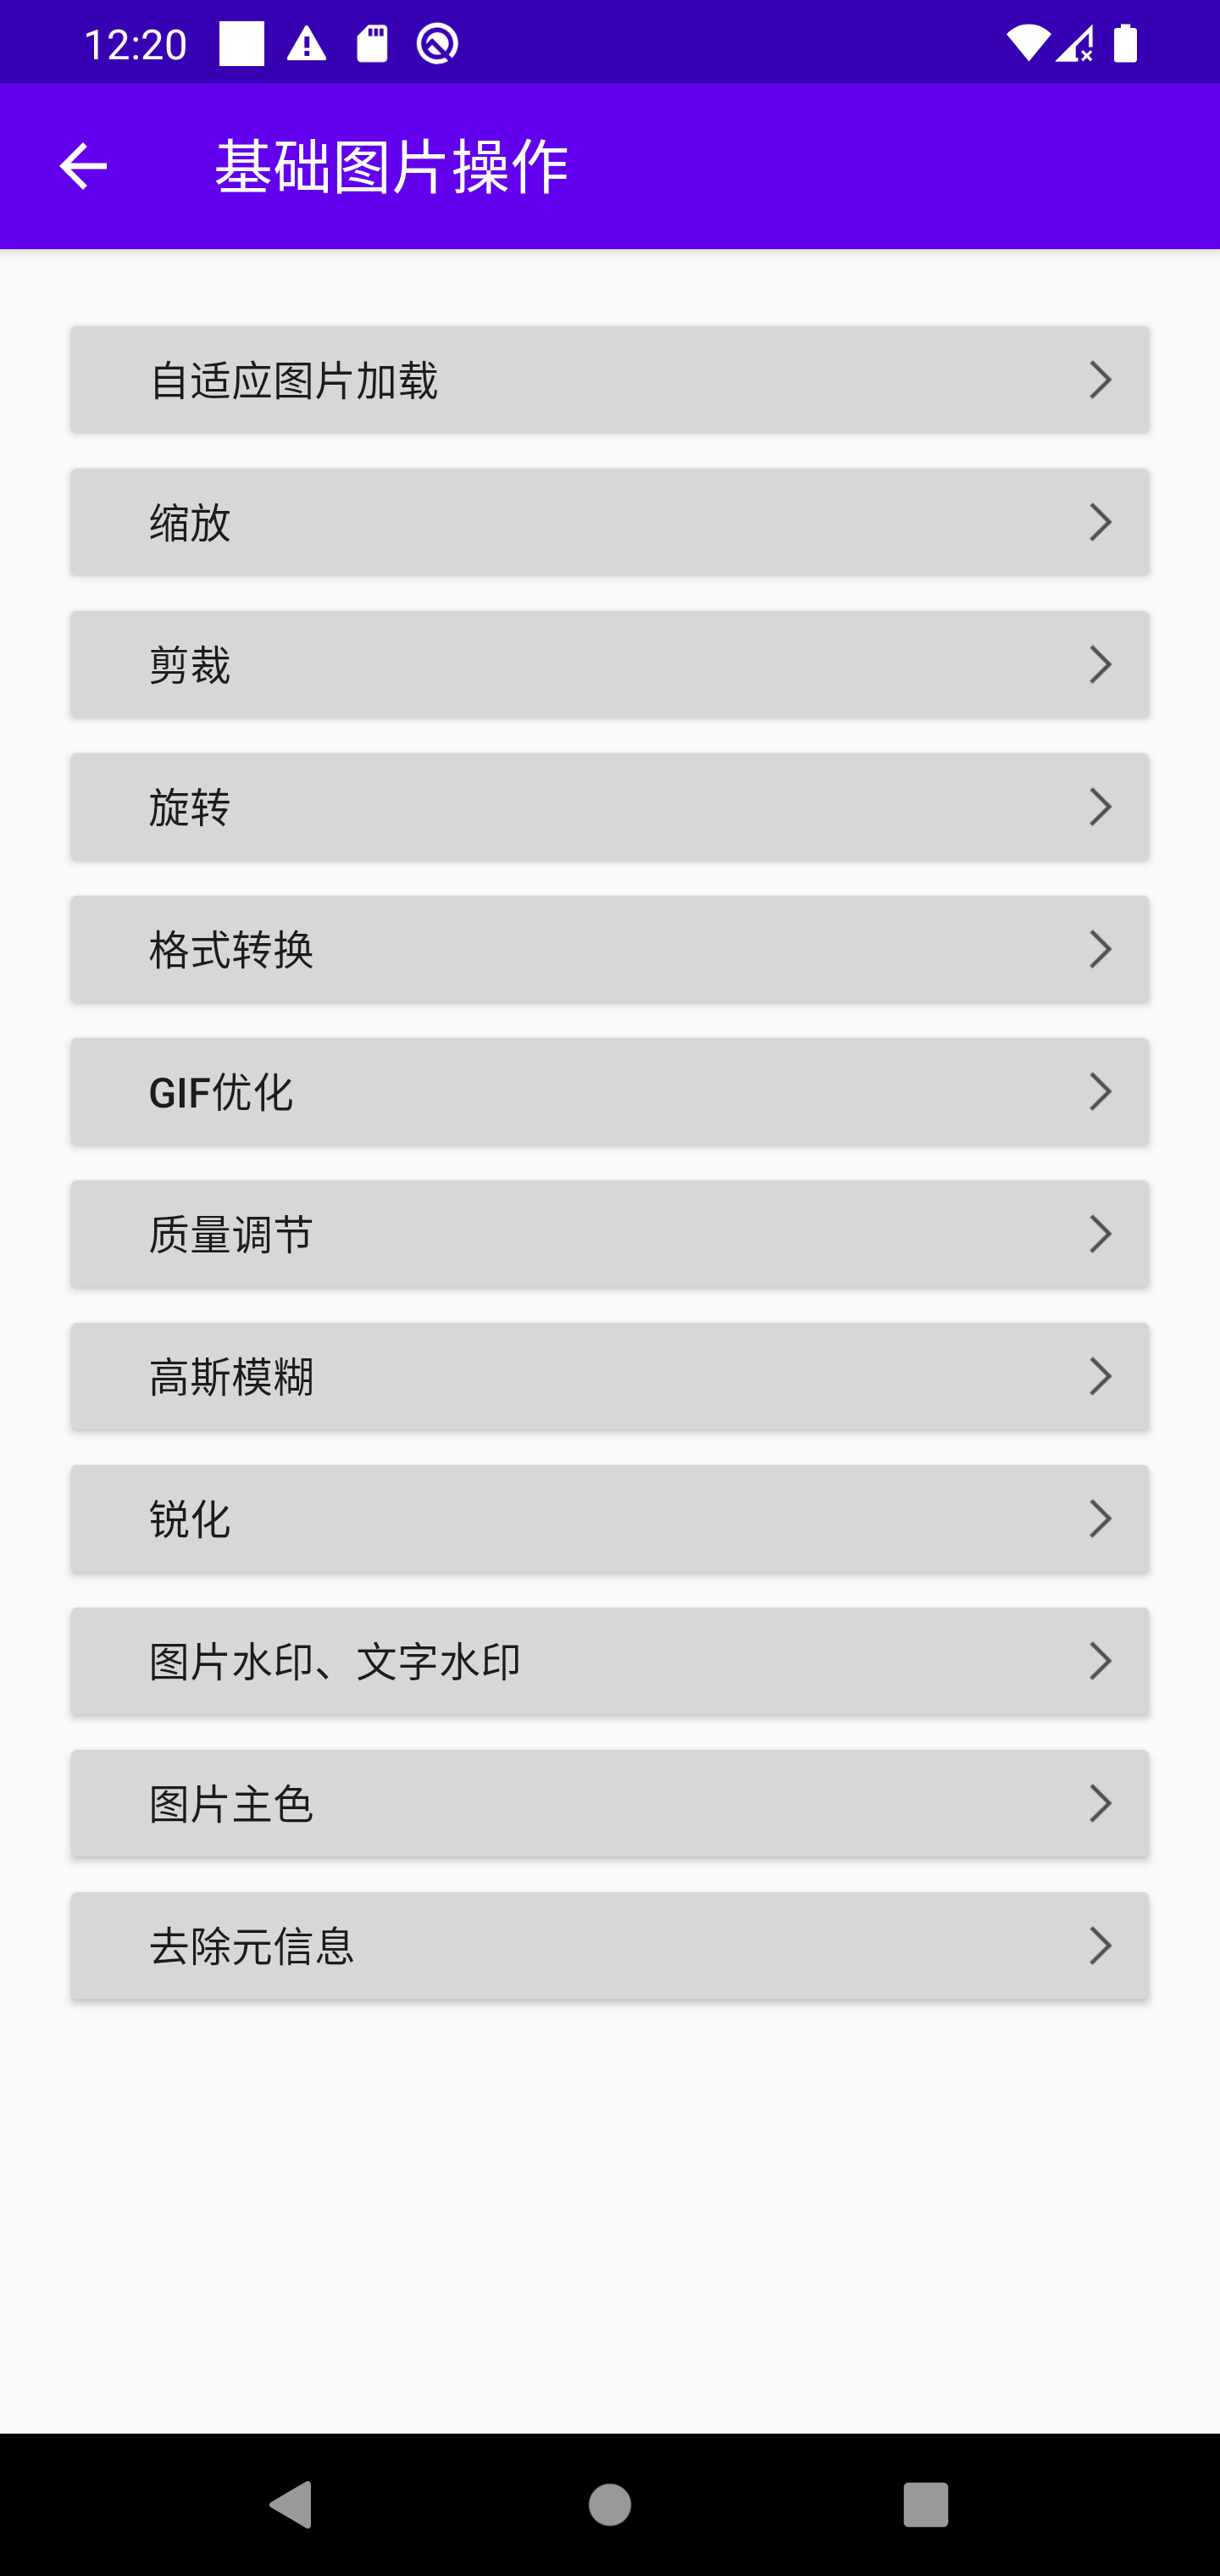 12:20
基础图片操作
自适应图片加载
缩放
剪裁
旋转
格式转换
GIF优化
质量调节
高斯模糊
锐化
图片水印、文字水印
图片主色
去除元信息